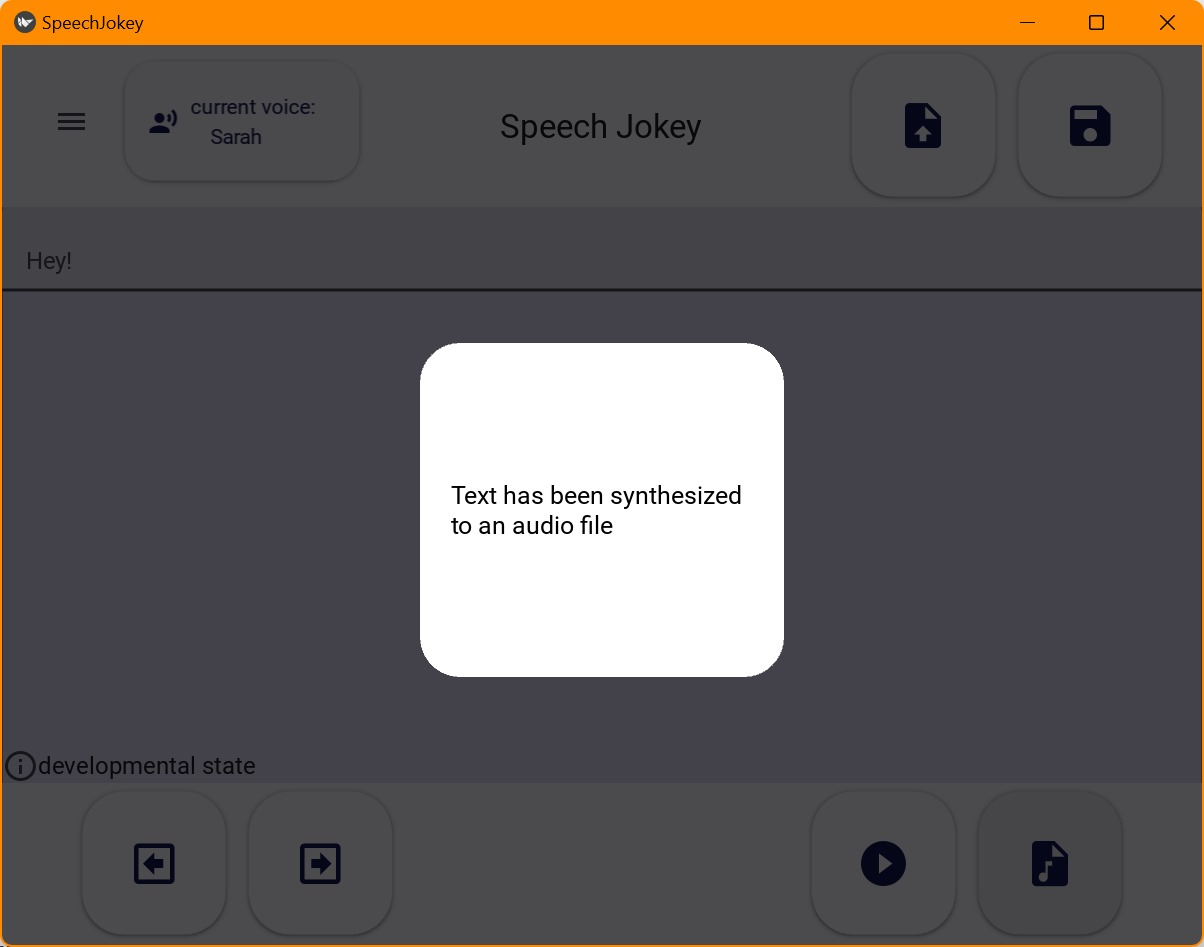 SpeechJokey
current voice:
Sarah
Speech Jokey
Hey!
Text has been synthesized
to an audio file
developmental state